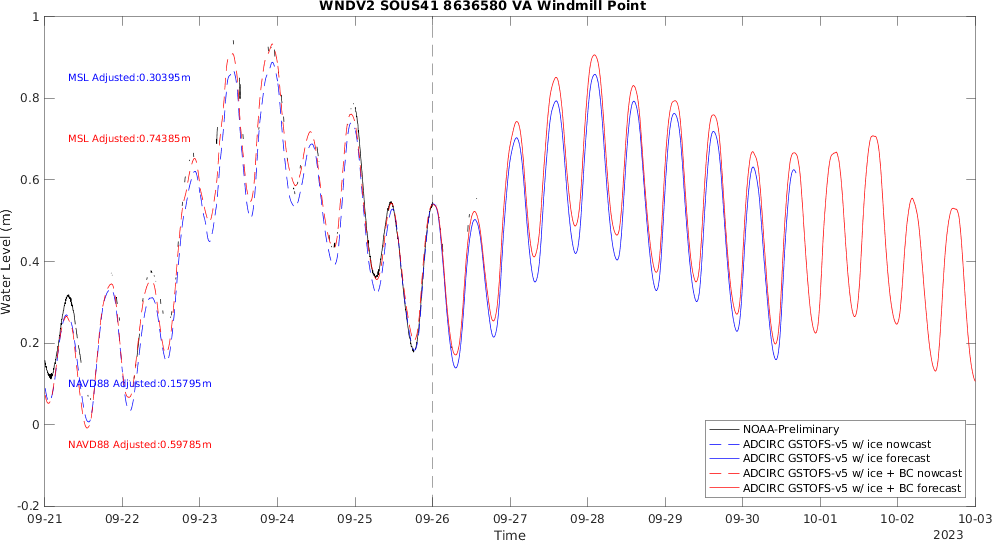 WNDV2 SOUS41 8636580 VA Windmill Point
1
0.8
0.6
0.4
0.2
0
-0.2
Water Level (m)
MSL Adjusted:0.30395m
MSL Adjusted:0.74385m
NAVD88 Adjusted:0.15795m
NAVD88 Adjusted:0.59785m
NOAA-Preliminary
ADCIRC GSTOFS-v5 w/ ice nowcast
ADCIRC GSTOFS-v5 w/ ice forecast
ADCIRC GSTOFS-v5 w/ ice + BC nowcast
ADCIRC GSTOFS-v5 w/ ice + BC forecast
09-21 09-22 09-23 09-24 09-25 09-26 09-27 09-28 09-29 09-30 10-01 10-02 10-03
Time
2023